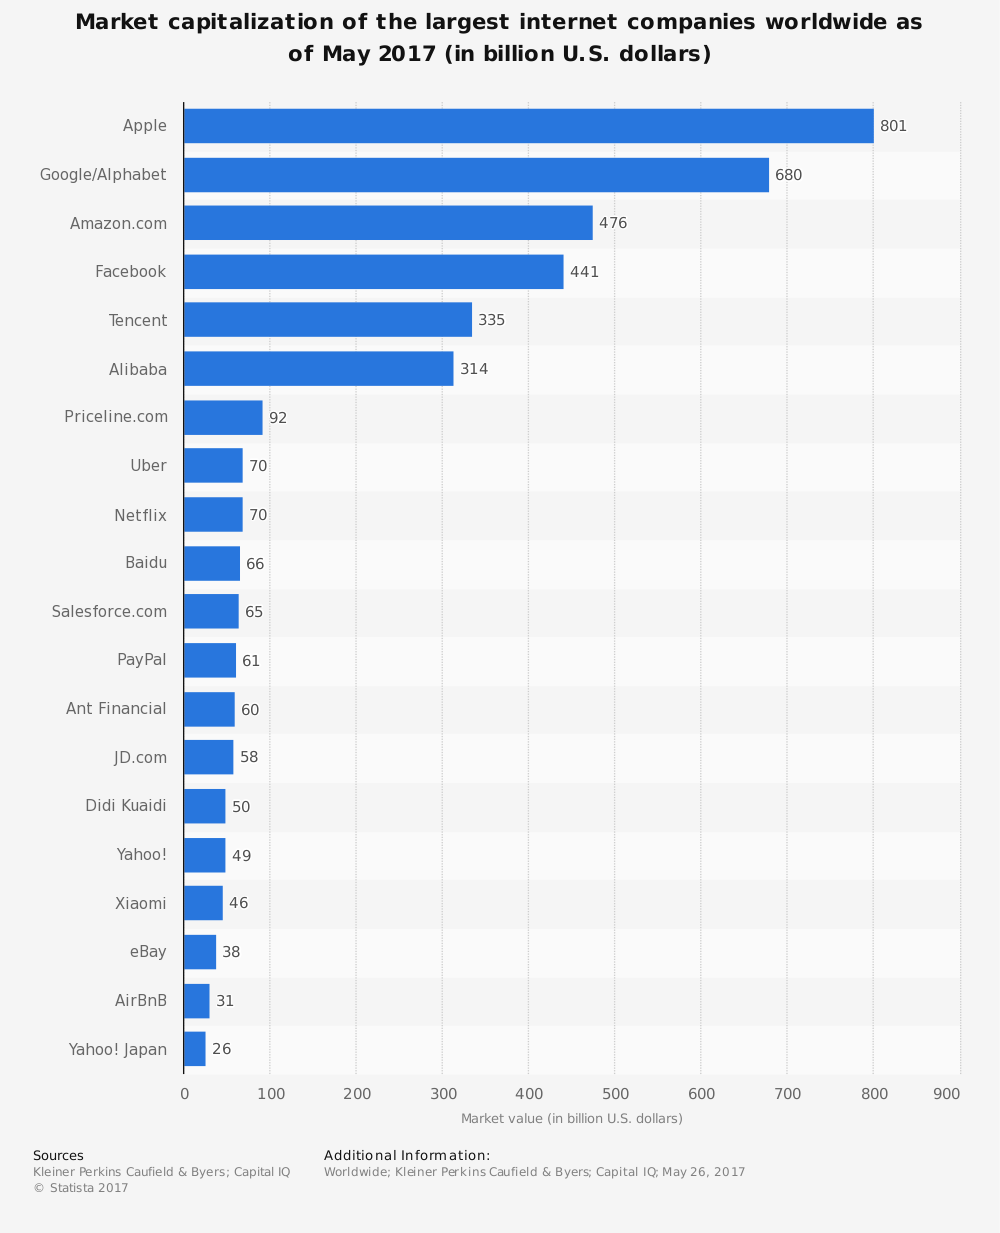 Market capitalization of the largest internet companies worldwide as
of May 2017 (in billion U.S. dollars)
Apple 801
Google/Alphabet 680
Amazon.com 476
Facebook 441
Tencent 335
Alibaba 314
Priceline.com 92
Uber 70
Netflix 70
Baidu 66
Salesforce.com 65
PayPal 61
Ant Financial 60
JD.com 58
Didi Kuaidi 50
Yahoo! 49
Xiaomi 46
eBay 38
AirBnB 31
Yahoo! Japan 26
0 100 200 300 400 500 600 700 800 900
Market value (in billion U.S. dollars)
Sources
Kleiner Perkins Caufield & Byers; Capital IQ
© Statista 2017
Additional Information:
Worldwide; Kleiner Perkins Caufield & Byers; Capital IQ; May 26, 2017